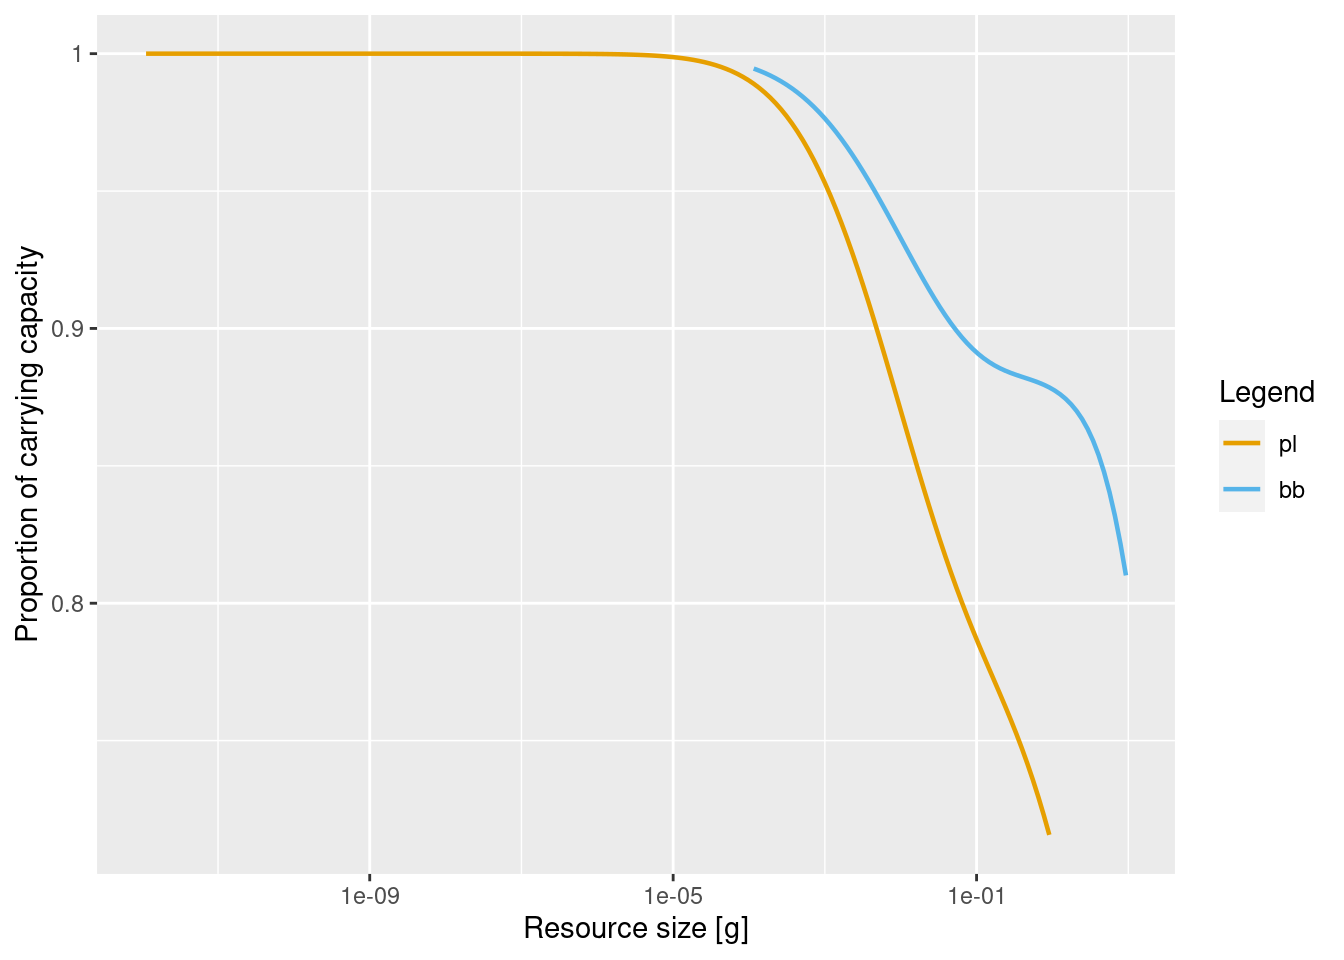 Proportion of carrying capacity
1
0.9
0.8
1e-09
1e-05
1e-01
Resource size [g]
Legend
pl
bb